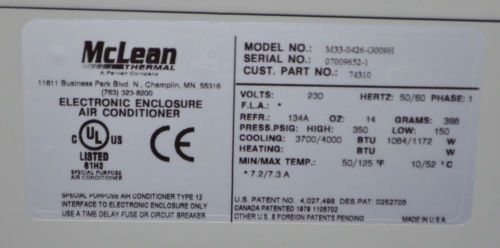 McLean
THERMAL
A Pentair Company
11611 Business Park Blvd. N., Champlin, MN 55316
(763) 323-8200
ELECTRONIC ENCLOSURE
AIR CONDITIONER
C UL US
LISTED
61H3
SPECIAL PURPOSE
AIR CONDITIONER
CE
SPECIAL PURPOSE AIR CONDITIONER TYPE 12
INTERFACE TO ELECTRONIC ENCLOSURE ONLY
USE A TIME DELAY FUSE OR CIRCUIT BREAKER
MODEL NO.: M33-0426-G009H
SERIAL NO.: 07009652-1
CUST. PART NO.: 74310
VOLTS: 230 HERTZ: 50/60 PHASE: 1
F.L.A.: *
REFR.: 134A OZ: 14 GRAMS: 396
PRESS.PSIG: HIGH: 350 LOW: 150
COOLING: 3700/4000 BTU 1084/1172 W
HEATING: BTU W
MIN/MAX TEMP.: 50/125 °F 10/52 °C
* 7.2/7.3 A
U.S. PATENT NO. 4,027,498 DES.PAT: 0252705
CANADA PATENTED 1979 1105702
OTHER U.S. & FOREIGN PATENTS PENDING MADE IN U.S.A.